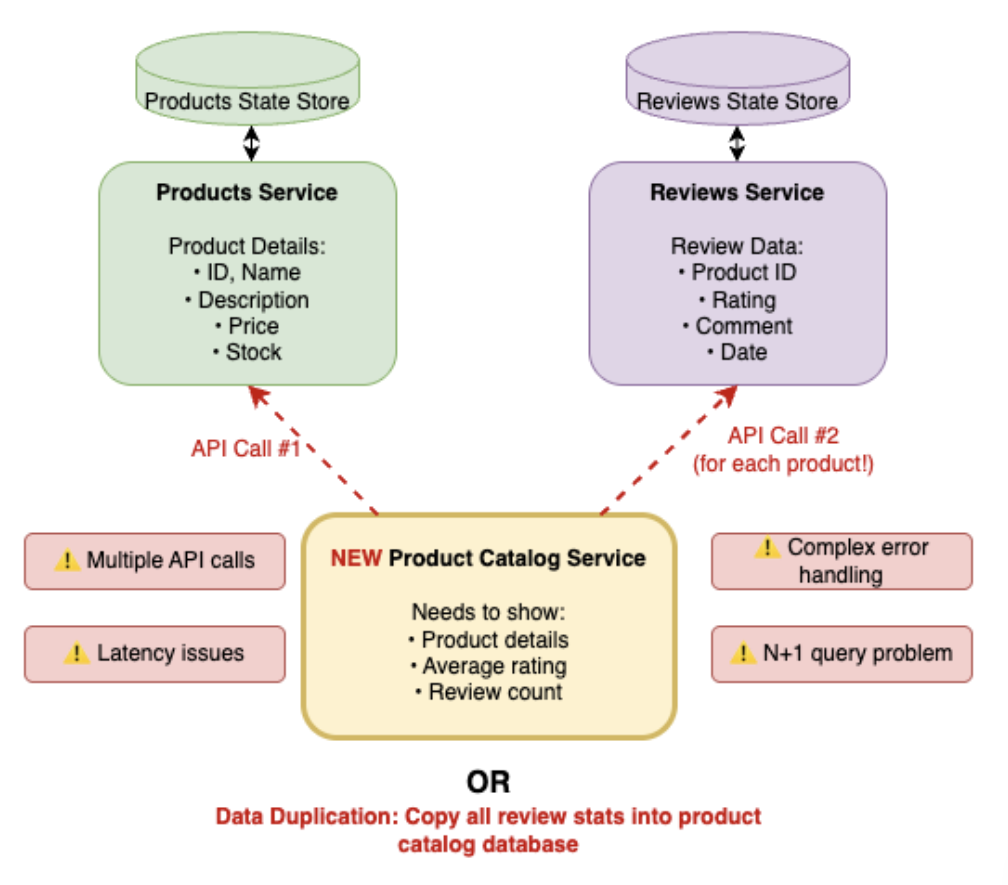 Products State Store
Reviews State Store
Products Service
Product Details:
• ID, Name
• Description
• Price
• Stock
Reviews Service
Review Data:
• Product ID
• Rating
• Comment
• Date
API Call #1
API Call #2
(for each product!)
Multiple API calls
Latency issues
NEW Product Catalog Service
Needs to show:
• Product details
• Average rating
• Review count
Complex error
handling
N+1 query problem
OR
Data Duplication: Copy all review stats into product
catalog database